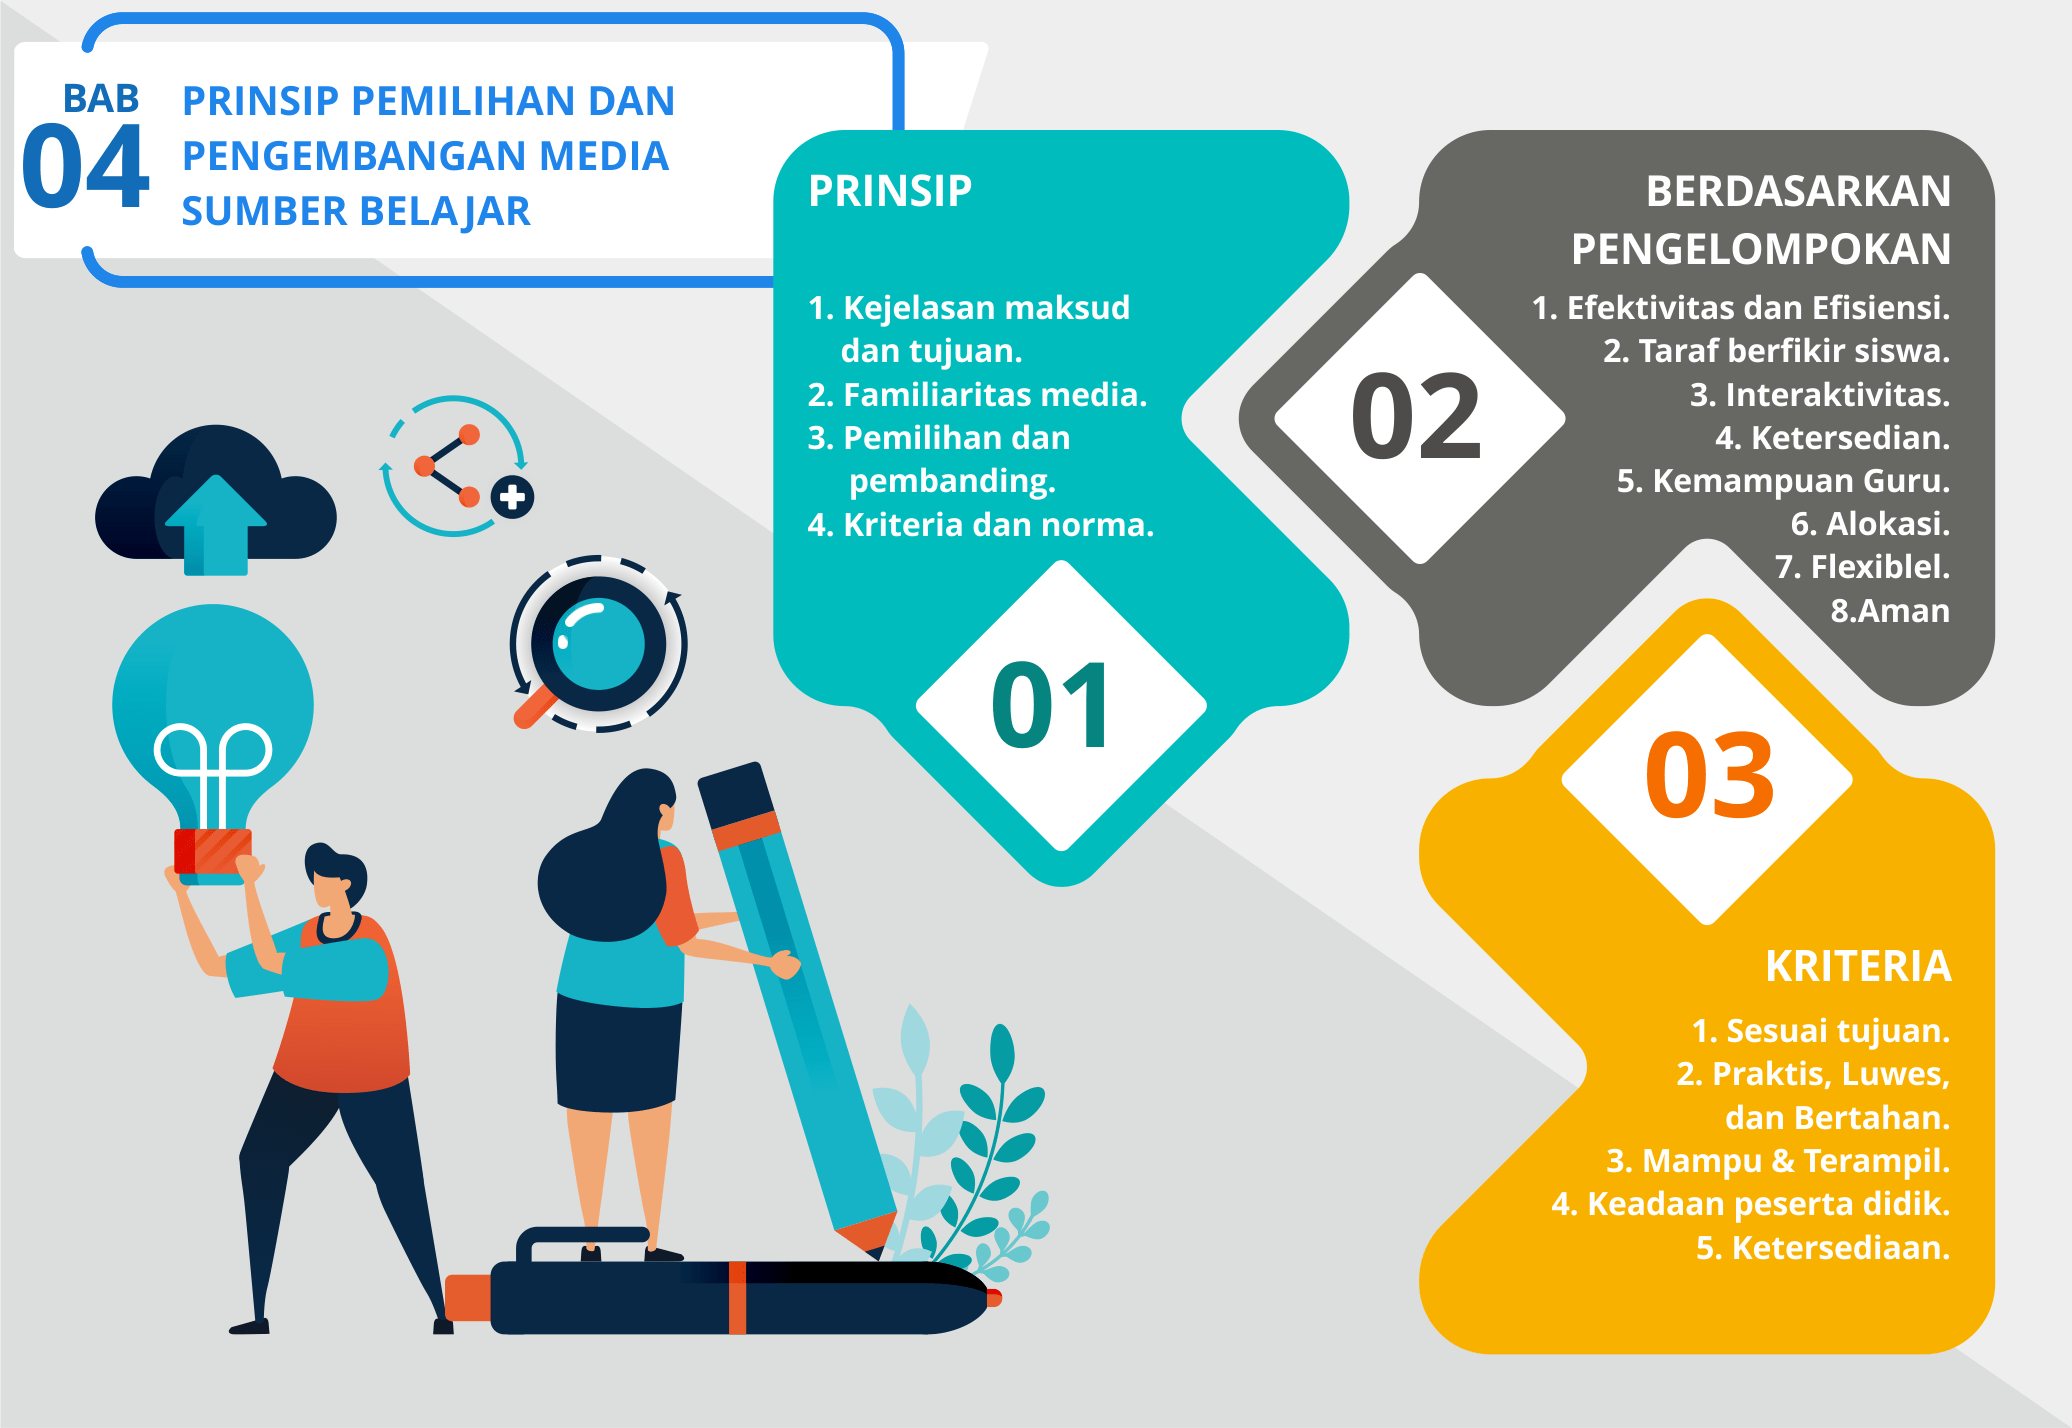 BAB
04
PRINSIP PEMILIHAN DAN
PENGEMBANGAN MEDIA
SUMBER BELAJAR
PRINSIP
1. Kejelasan maksud
dan tujuan.
2. Familiaritas media.
3. Pemilihan dan
pembanding.
4. Kriteria dan norma.
01
BERDASARKAN
PENGELOMPOKAN
1. Efektivitas dan Efisiensi.
2. Taraf berfikir siswa.
3. Interaktivitas.
4. Ketersedian.
5. Kemampuan Guru.
6. Alokasi.
7. Flexiblel.
8.Aman
02
03
KRITERIA
1. Sesuai tujuan.
2. Praktis, Luwes,
dan Bertahan.
3. Mampu & Terampil.
4. Keadaan peserta didik.
5. Ketersediaan.